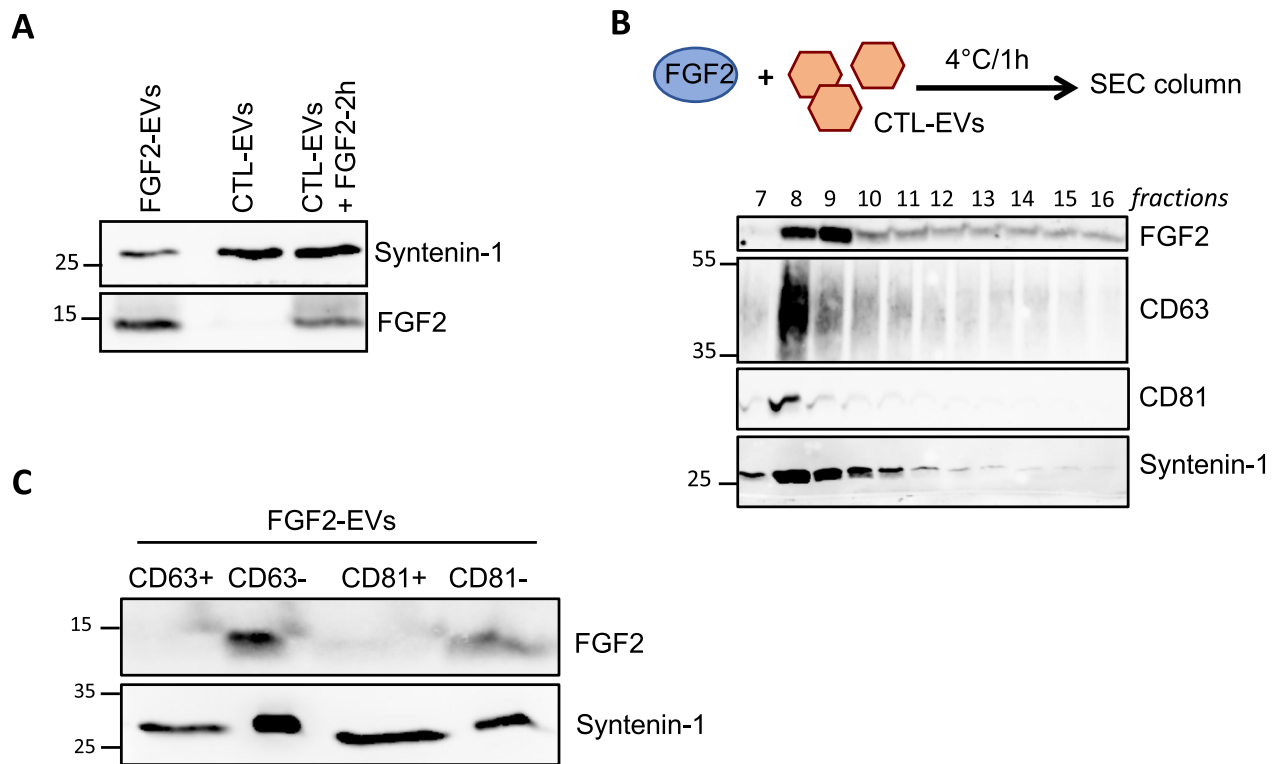 A
FGF2-EVs
CTL-EVs
CTL-EVs
+ FGF2-2h
25
Syntenin-1
15
FGF2
B
FGF2
+
4°C/1h
SEC column
CTL-EVs
7 8 9 10 11 12 13 14 15 16 fractions
FGF2
55
CD63
35
CD81
Syntenin-1
25
C
FGF2-EVs
CD63+ CD63- CD81+ CD81-
15
FGF2
35
Syntenin-1
25